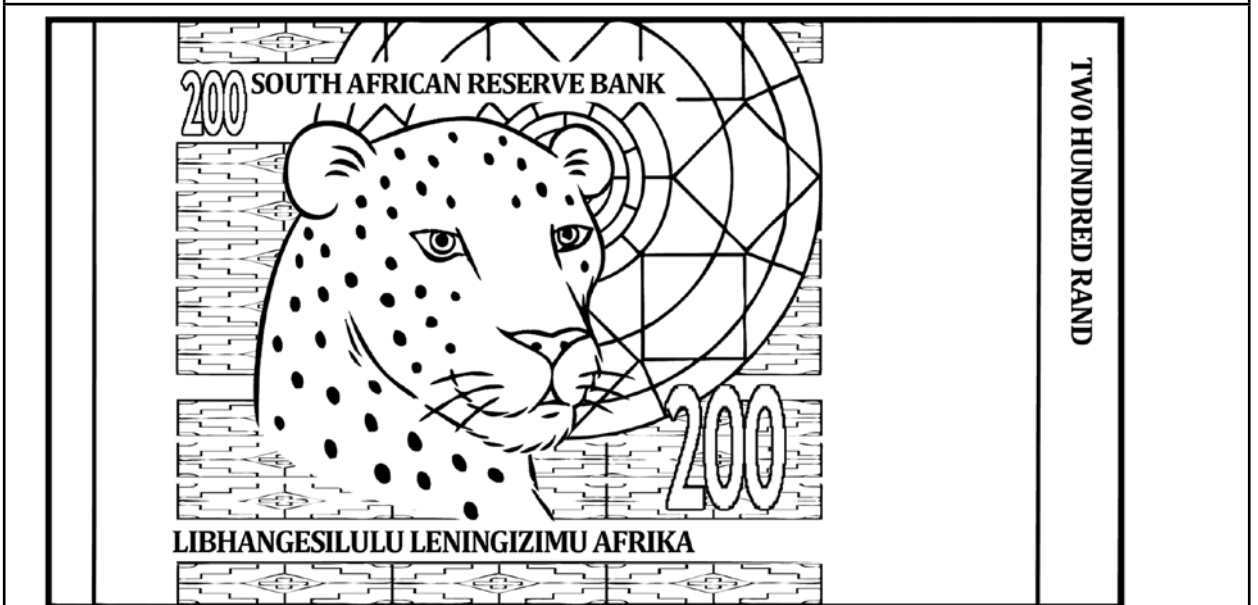 200 SOUTH AFRICAN RESERVE BANK
TWO HUNDRED RAND
200
LIBHANGESILULU LENINGIZIMU AFRIKA